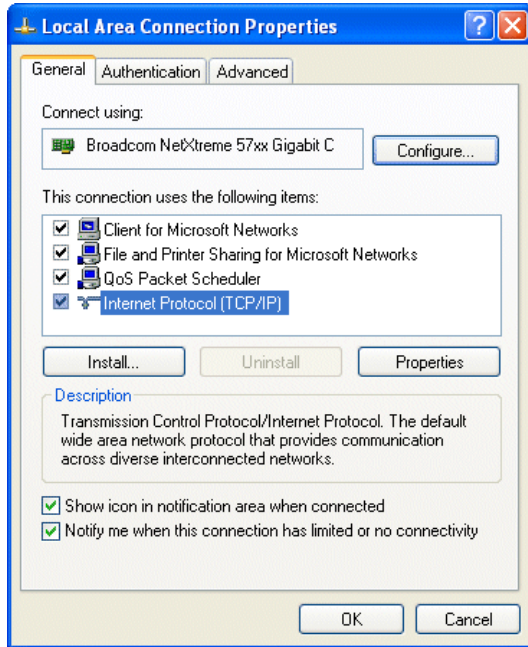 Local Area Connection Properties
General Authentication Advanced
Connect using:
Broadcom NetXtreme 57xx Gigabit C
Configure...
This connection uses the following items:
Client for Microsoft Networks
File and Printer Sharing for Microsoft Networks
QoS Packet Scheduler
Internet Protocol (TCP/IP)
Install... Uninstall Properties
Description
Transmission Control Protocol/Internet Protocol. The default
wide area network protocol that provides communication
across diverse interconnected networks.
Show icon in notification area when connected
Notify me when this connection has limited or no connectivity
OK Cancel